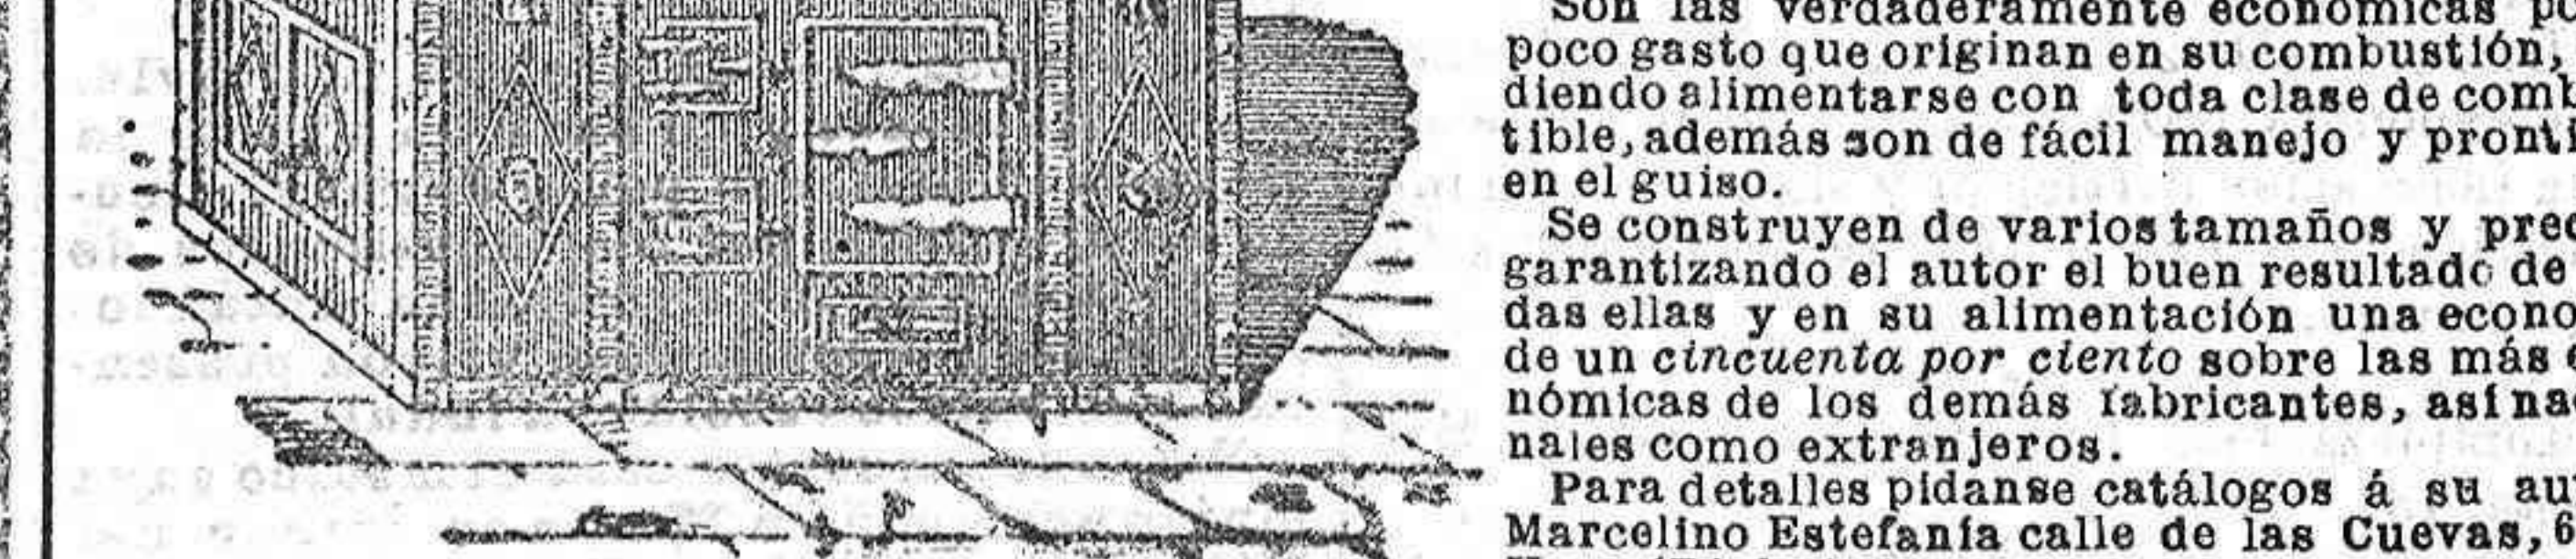 Son las verdaderamente económicas po
poco gasto que originan en su combustión,
diendo alimentarse con toda clase de comb
tible, además son de fácil manejo y pronti
en el guiso.
Se construyen de varios tamaños y prec
garantizando el autor el buen resultado de
das ellas y en su alimentación una econo
de un cincuenta por ciento sobre las más e
nómicas de los demás fabricantes, asi nac
nales como extranjeros.
Para detalles pidanse catálogos á su au
Marcelino Estefanía calle de las Cuevas, 6